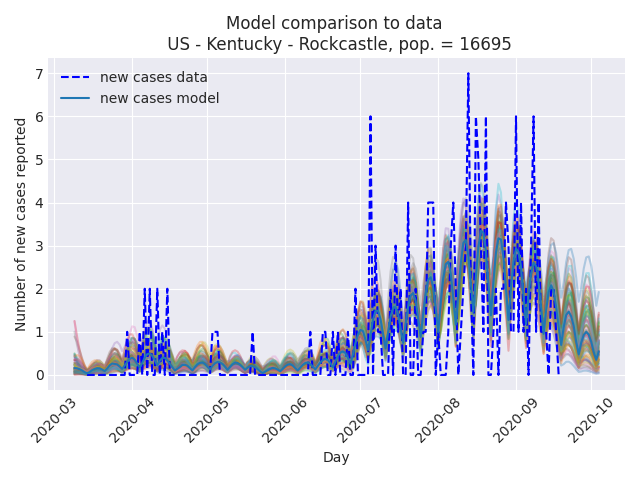 Model comparison to data
US - Kentucky - Rockcastle, pop. = 16695
new cases data
new cases model
Number of new cases reported
7
6
5
4
3
2
1
0
2020-03
2020-04
2020-05
2020-06
2020-07
2020-08
2020-09
2020-10
Day